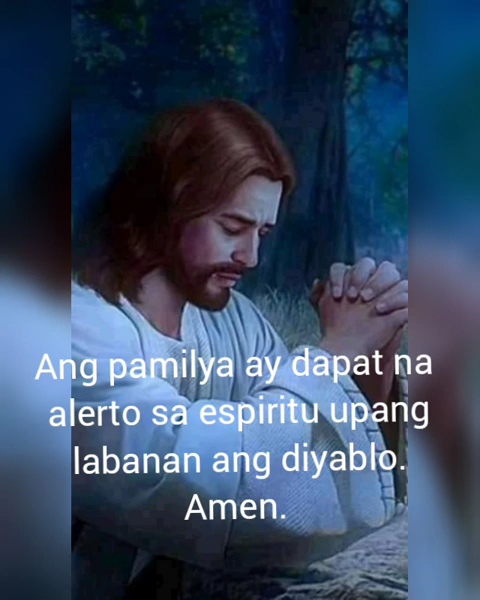 Ang pamilya ay dapat na
alerto sa espiritu upang
labanan ang diyablo.
Amen.